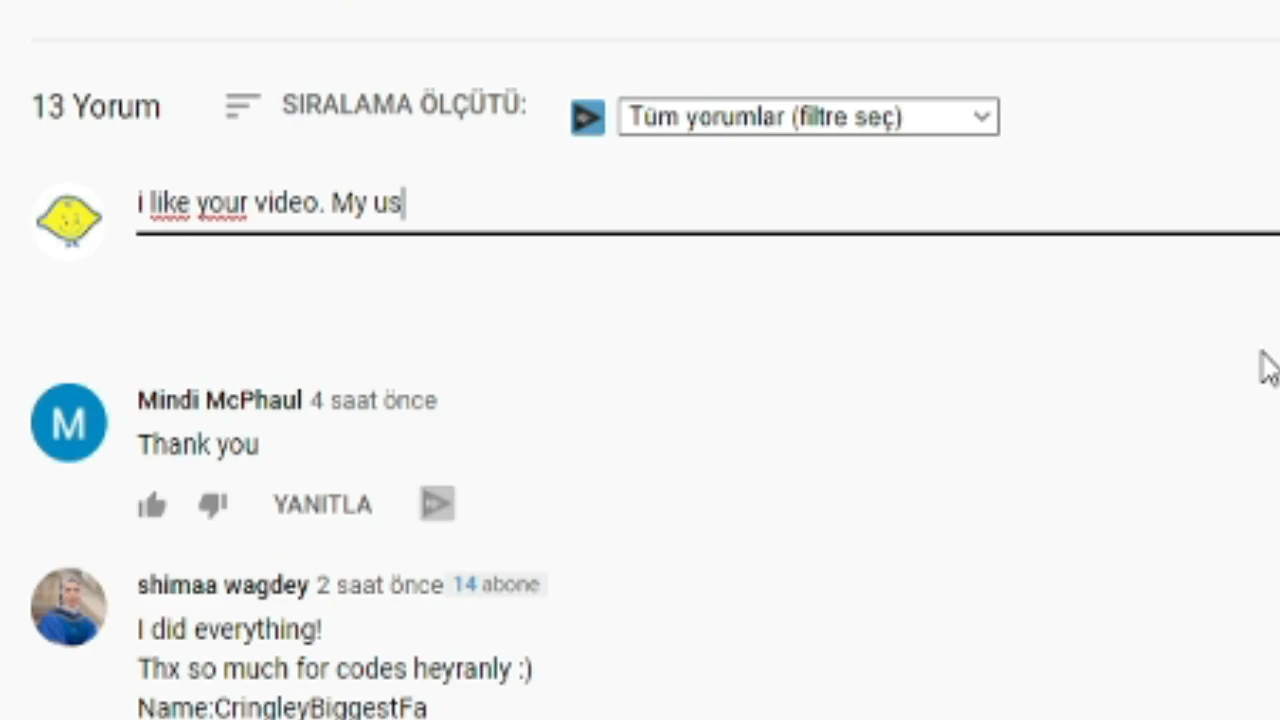 13 Yorum SIRALAMA ÖLÇÜTÜ: Tüm yorumlar (filtre seç)
i like your video. My us
Mindi McPhaul 4 saat önce
M
Thank you
YANITLA
shimaa wagdey 2 saat önce 14 abone
I did everything!
Thx so much for codes heyranly :)
Name:CringleyBiggestFa